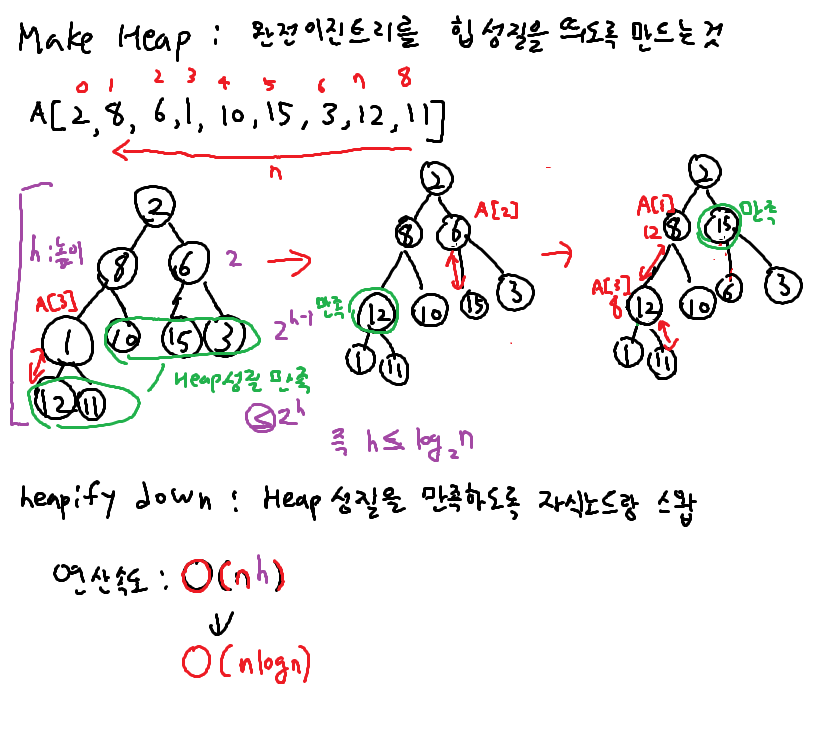 Make Heap : 완전이진트리를 힙 성질을 띄도록 만드는것
0 1 2 3 4 5 6 7 8
A[2,8, 6,1, 10,15, 3,12,11]
n
h:높이
2
8 6 2
A[3]
1 10 15 3 2^{h-1}
12 11
Heap성질 만족
≤2^h
2
8 6 A[2]
만족 12 10 15 3
1 11
2
A[1] 8 12 15 만족
A[3] 8 12 10 6 3
1 11
즉 h≤ log₂n
heapify down : Heap 성질을 만족하도록 자식노드랑 스왑
연산속도 : O(nh)
↓
O(nlogn)